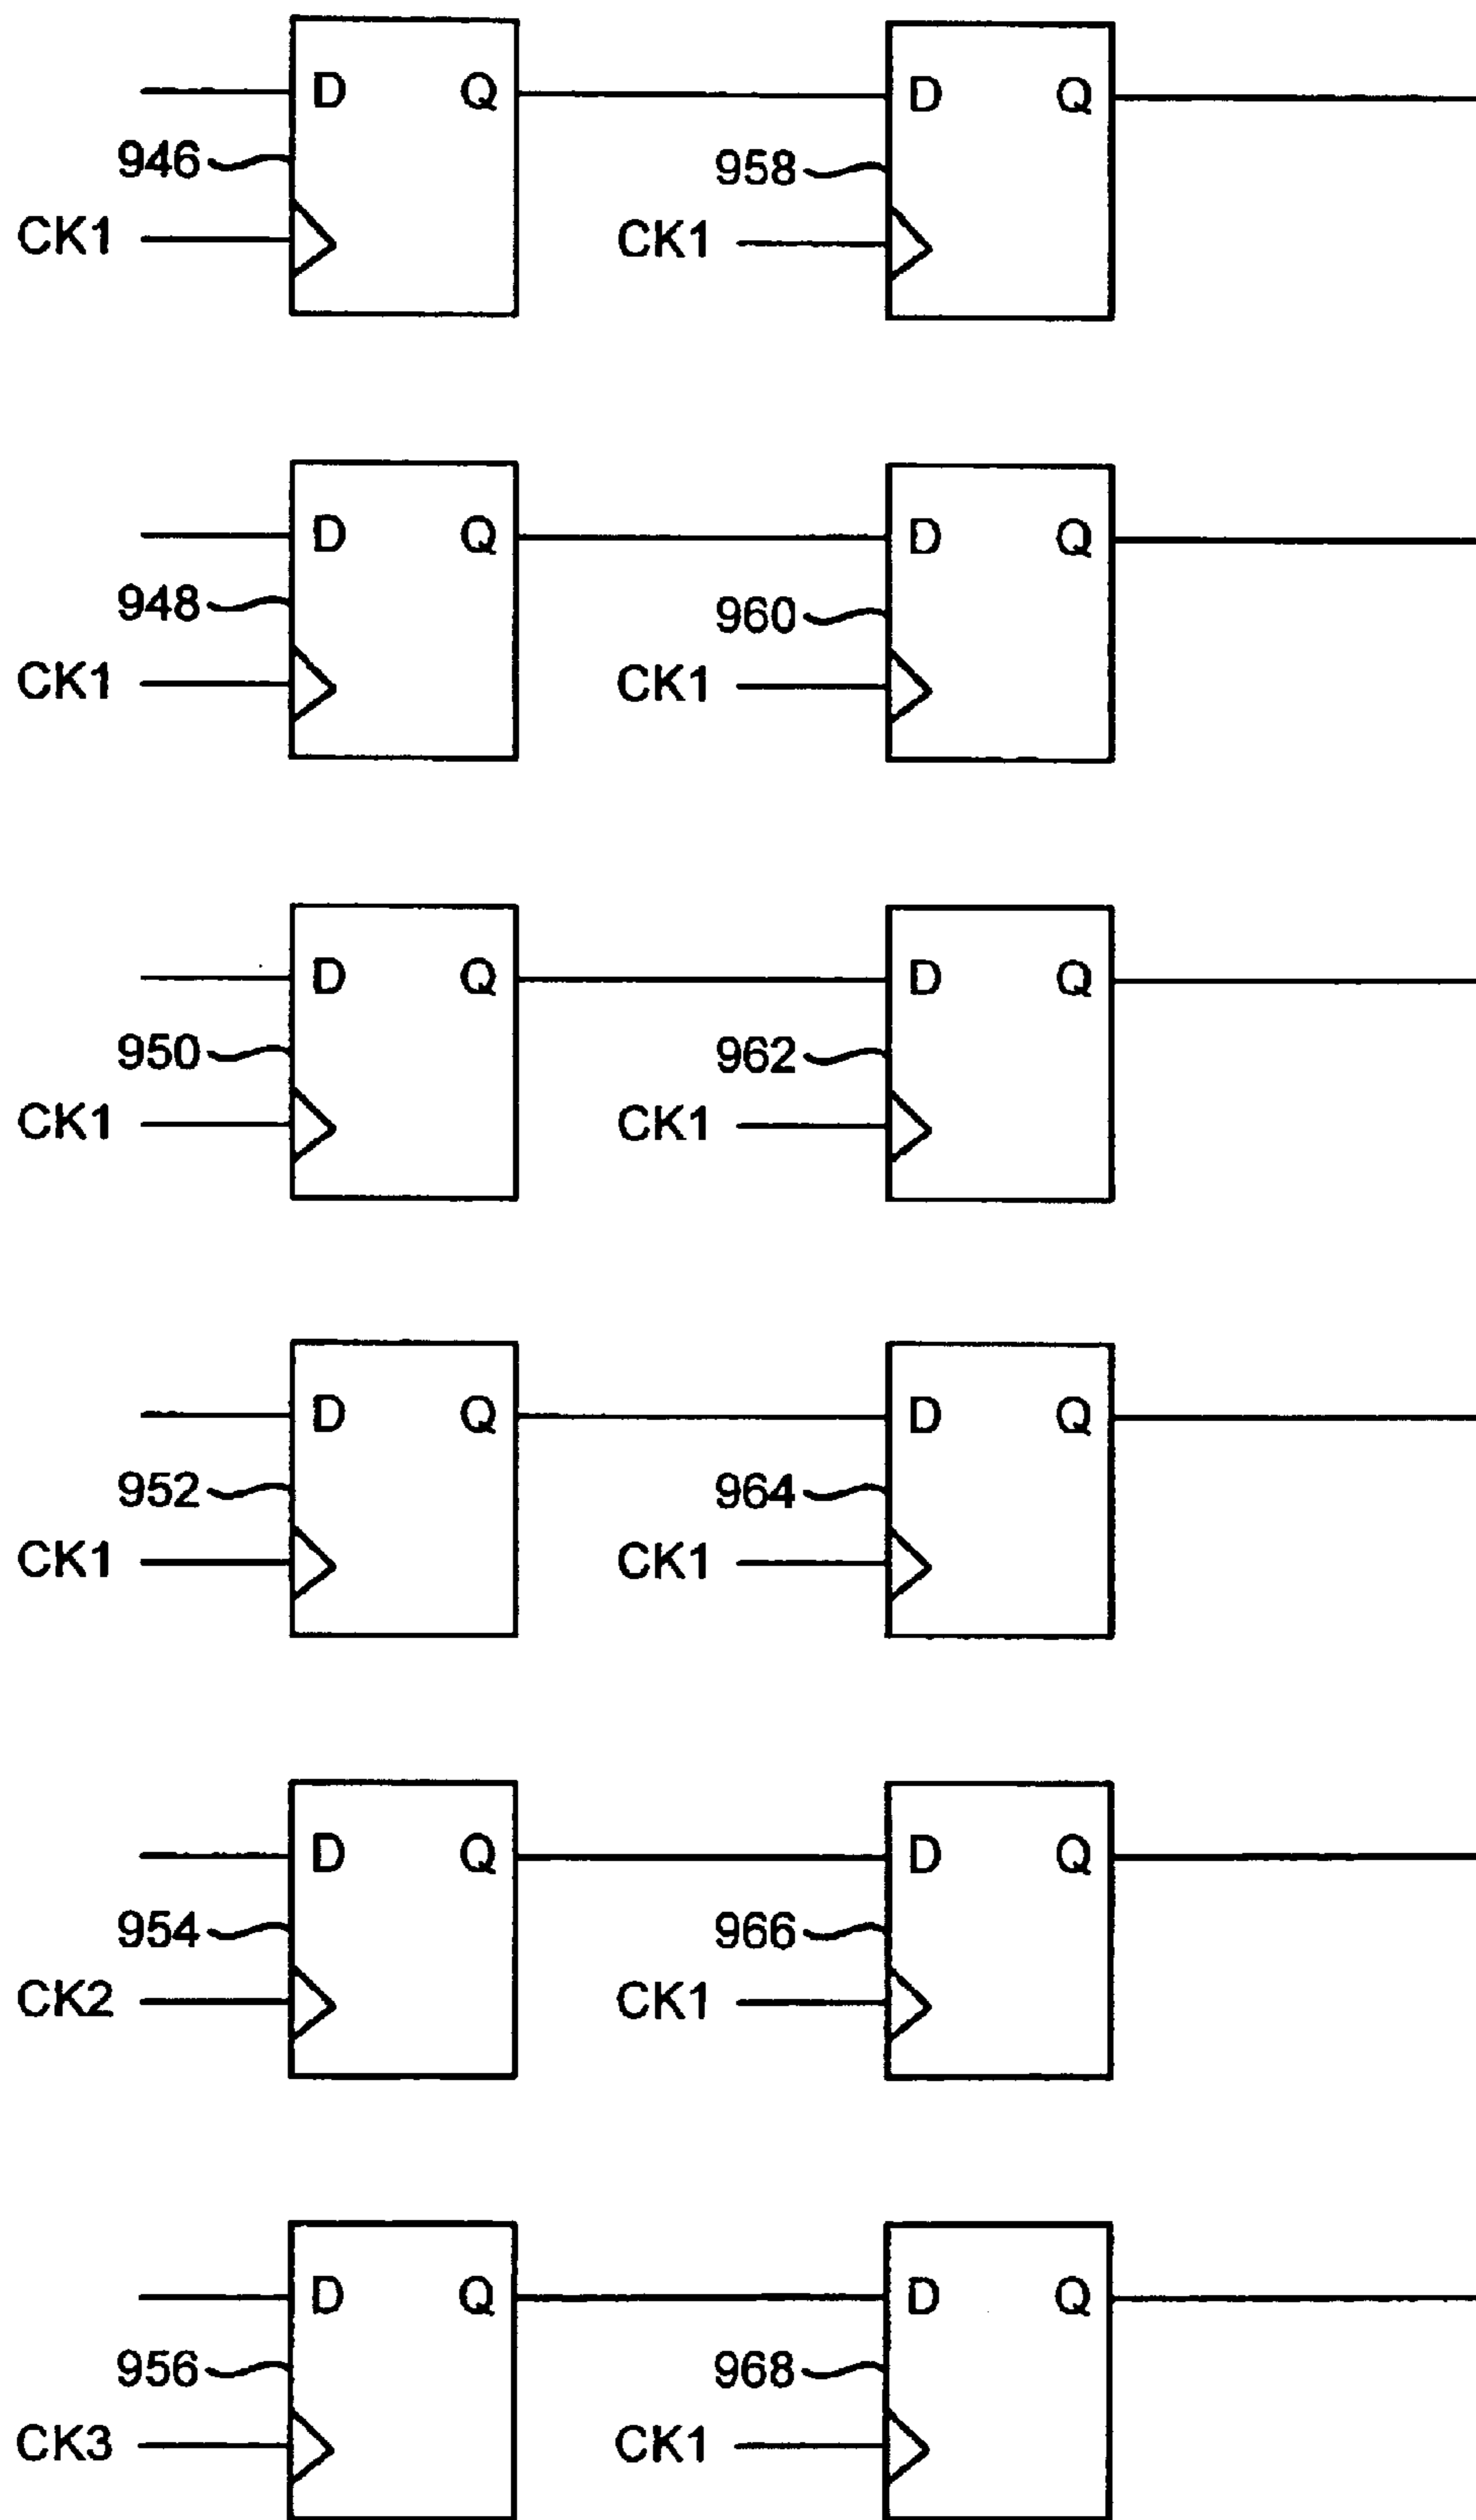 D Q D Q
946 958
CK1 CK1
D Q D Q
948 960
CK1 CK1
D Q D Q
950 962
CK1 CK1
D Q D Q
952 964
CK1 CK1
D Q D Q
954 966
CK2 CK1
D Q D Q
956 968
CK3 CK1